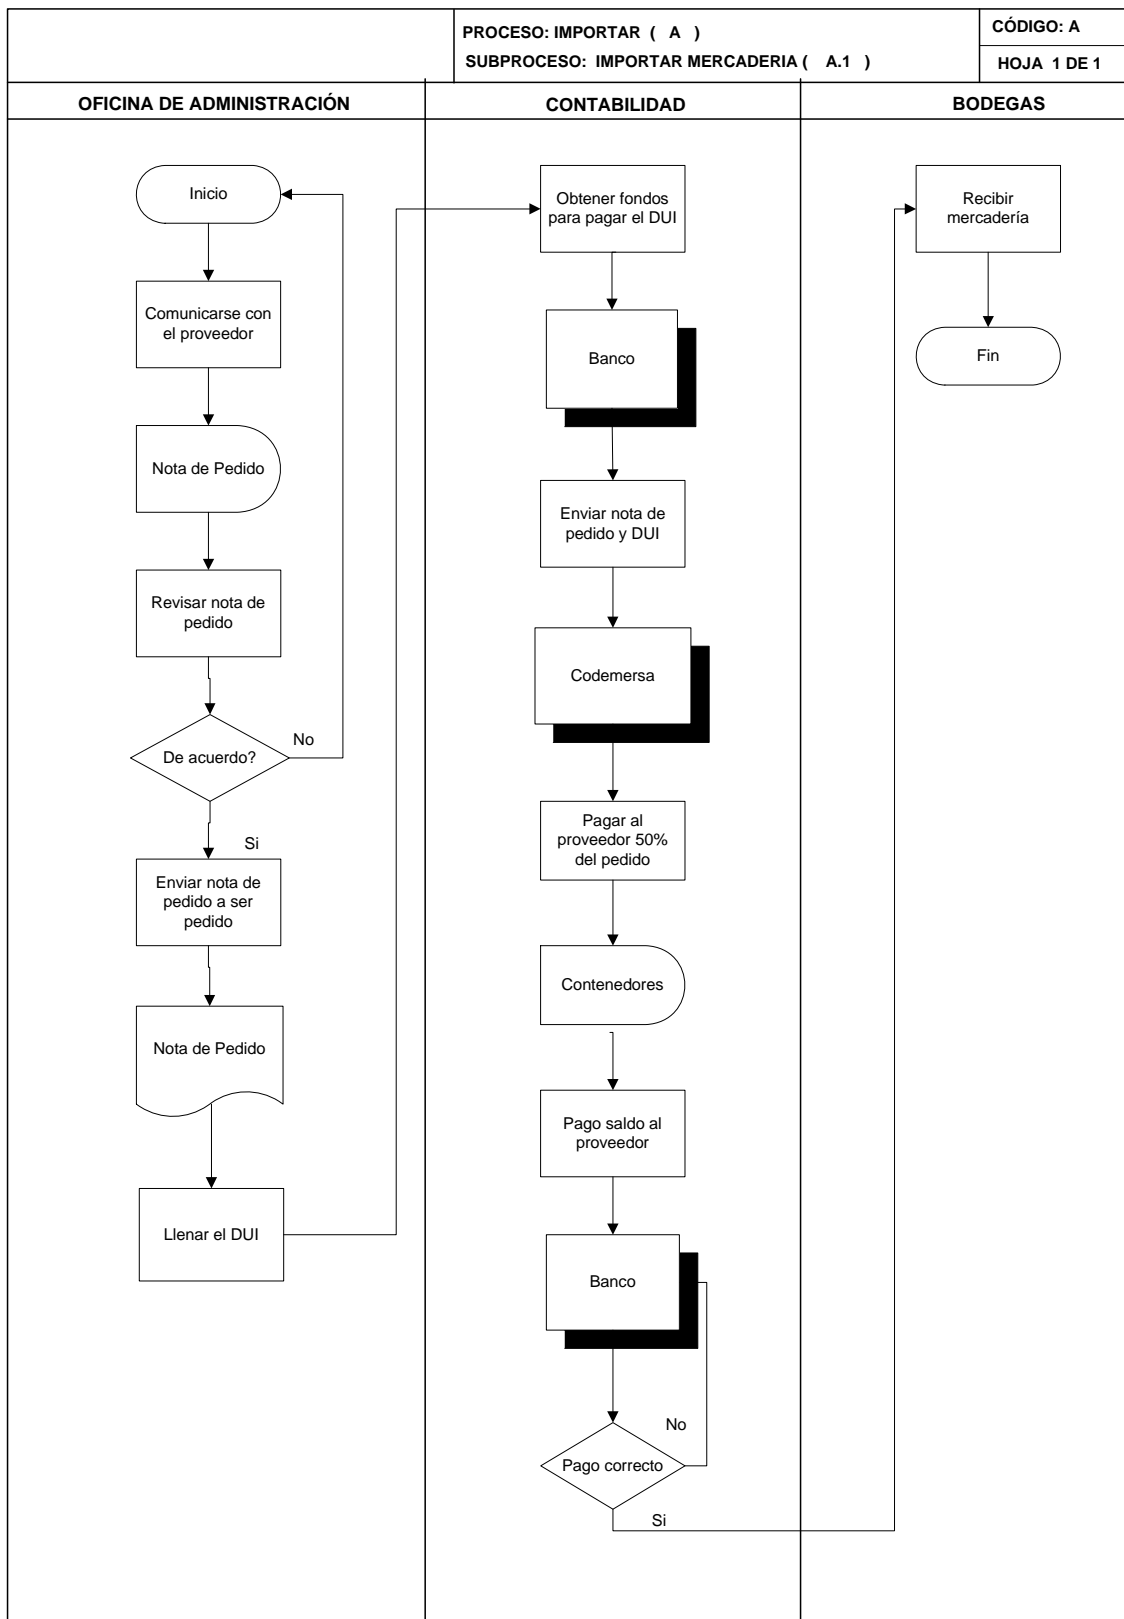 PROCESO: IMPORTAR ( A )
SUBPROCESO: IMPORTAR MERCADERIA ( A.1 )
CÓDIGO: A
HOJA 1 DE 1
OFICINA DE ADMINISTRACIÓN
CONTABILIDAD
BODEGAS
Inicio
Comunicarse con
el proveedor
Nota de Pedido
Revisar nota de
pedido
De acuerdo?
No
Si
Enviar nota de
pedido a ser
pedido
Nota de Pedido
Llenar el DUI
Obtener fondos
para pagar el DUI
Banco
Enviar nota de
pedido y DUI
Codemersa
Pagar al
proveedor 50%
del pedido
Contenedores
Pago saldo al
proveedor
Banco
No
Pago correcto
Si
Recibir
mercadería
Fin